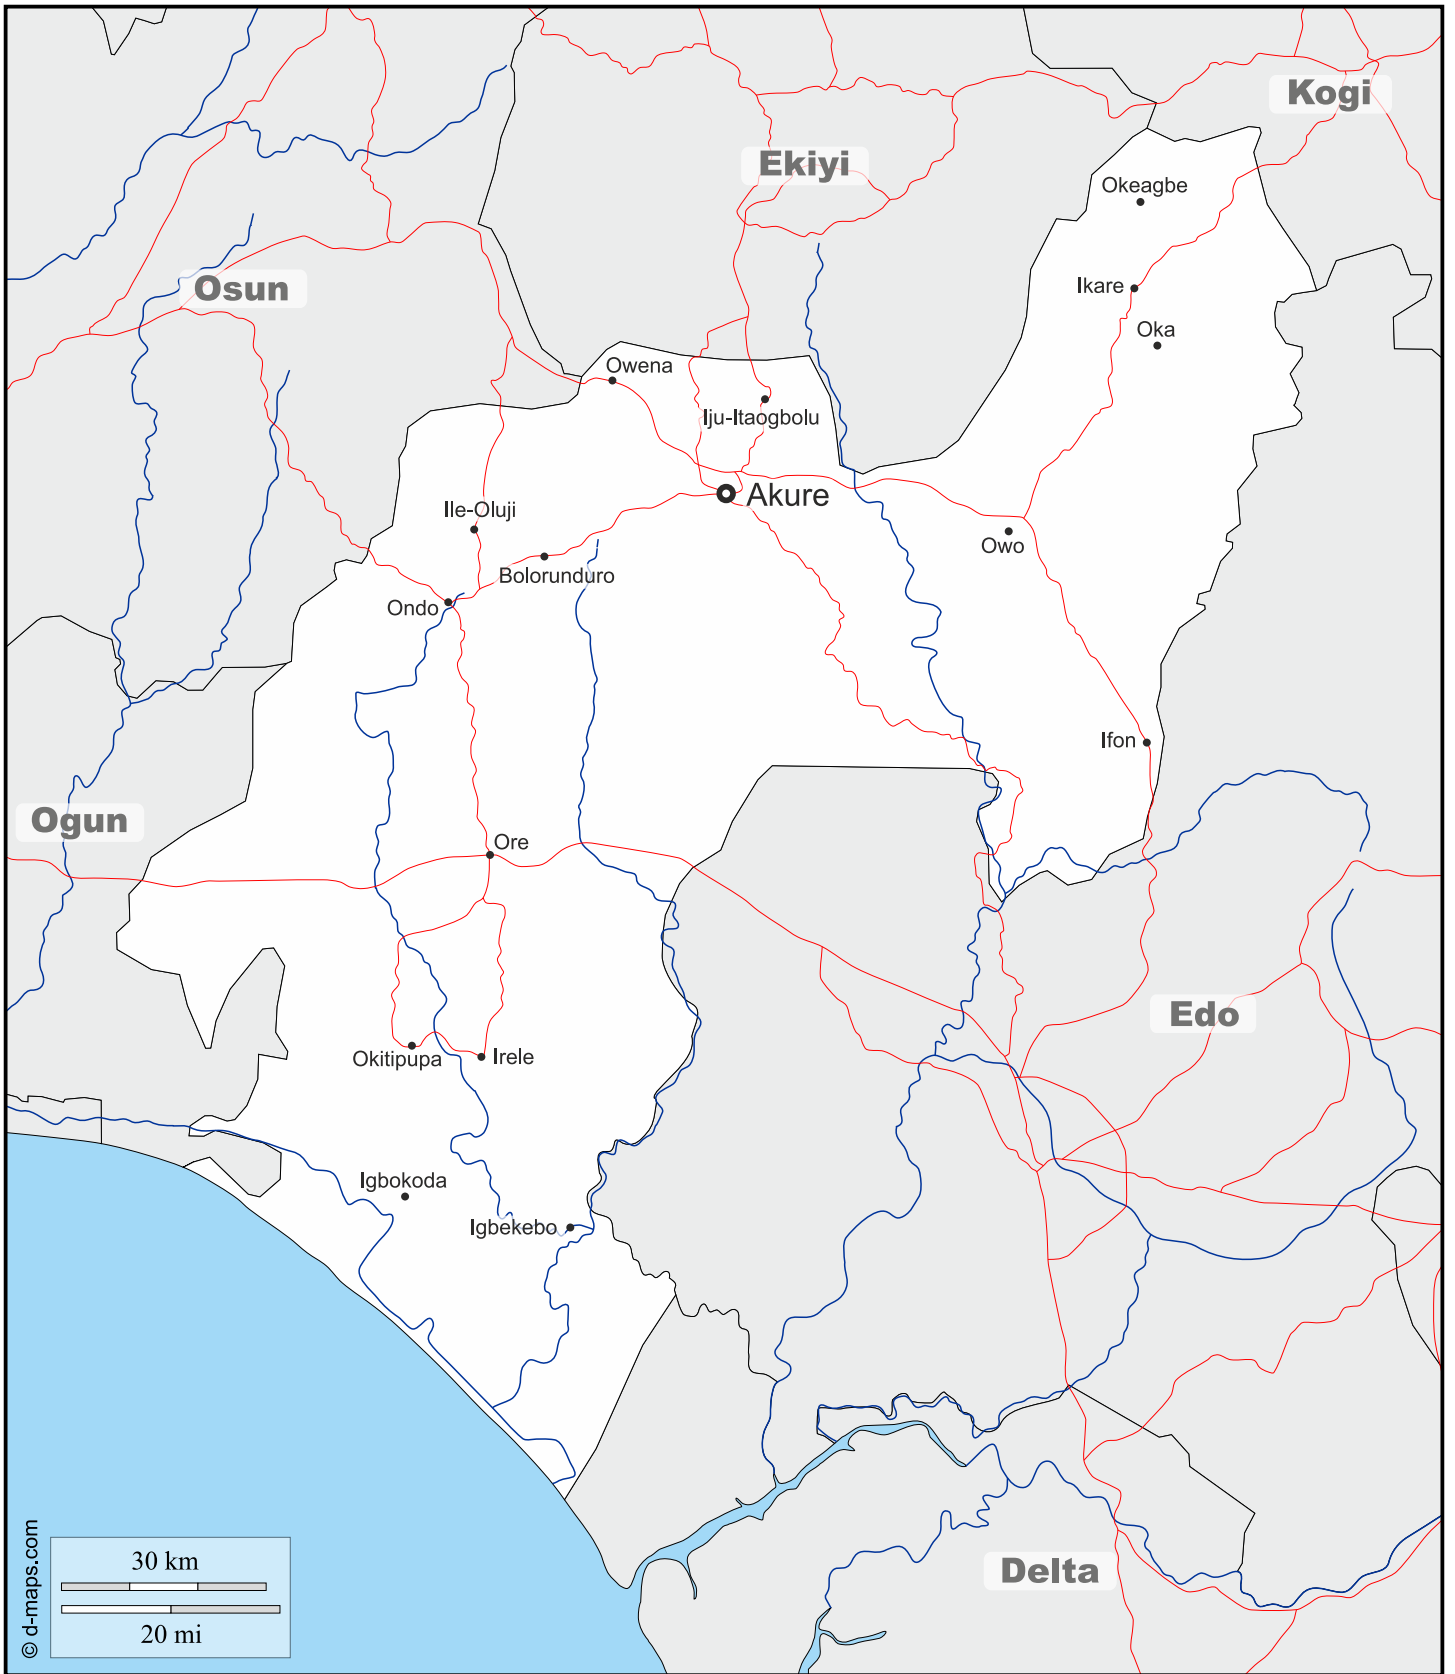 Kogi
Ekiyi
Okeagbe
Osun
Ikare
Oka
Owena
Iju-Itaogbolu
Akure
Ile-Oluji
Owo
Bolorunduro
Ondo
Ifon
Ogun
Ore
Edo
Okitipupa
Irele
Igbokoda
Igbekebo
Delta
30 km
20 mi
© d-maps.com